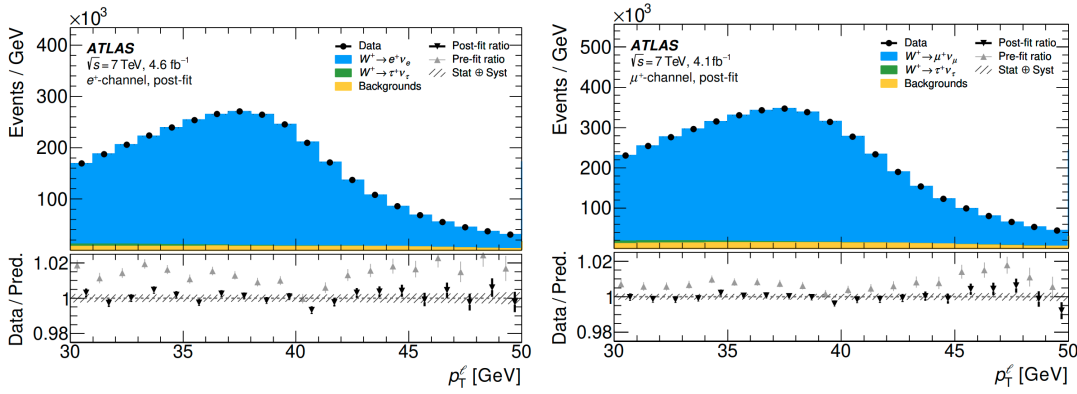 ×10³
Events / GeV
400
300
200
100
ATLAS
√s = 7 TeV, 4.6 fb⁻¹
e⁺-channel, post-fit
Data
W⁺→ e⁺νₑ
W⁺→ τ⁺ν_τ
Backgrounds
Post-fit ratio
Pre-fit ratio
Stat ⊕ Syst
Data / Pred.
1.02
1
0.98
30 35 40 45 50
p_T^ℓ [GeV]
×10³
Events / GeV
500
400
300
200
100
ATLAS
√s = 7 TeV, 4.1 fb⁻¹
μ⁺-channel, post-fit
Data
W⁺→ μ⁺ν_μ
W⁺→ τ⁺ν_τ
Backgrounds
Post-fit ratio
Pre-fit ratio
Stat ⊕ Syst
Data / Pred.
1.02
1
0.98
30 35 40 45 50
p_T^ℓ [GeV]